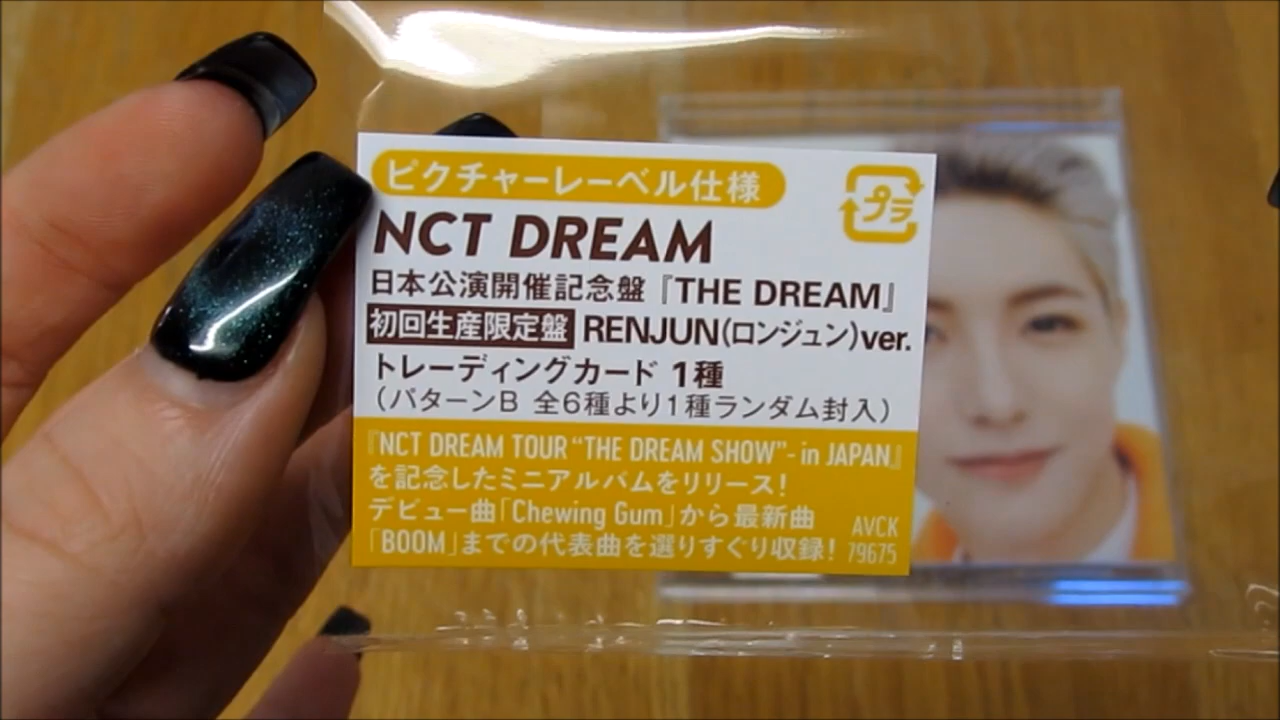 ピクチャーレーベル仕様
プラ
NCT DREAM
日本公演開催記念盤『THE DREAM』
初回生産限定盤 RENJUN(ロンジュン)ver.
トレーディングカード 1種
(パターンB 全6種より1種ランダム封入)
『NCT DREAM TOUR “THE DREAM SHOW”- in JAPAN』
を記念したミニアルバムをリリース!
デビュー曲「Chewing Gum」から最新曲
「BOOM」までの代表曲を選りすぐり収録!
AVCK
79675